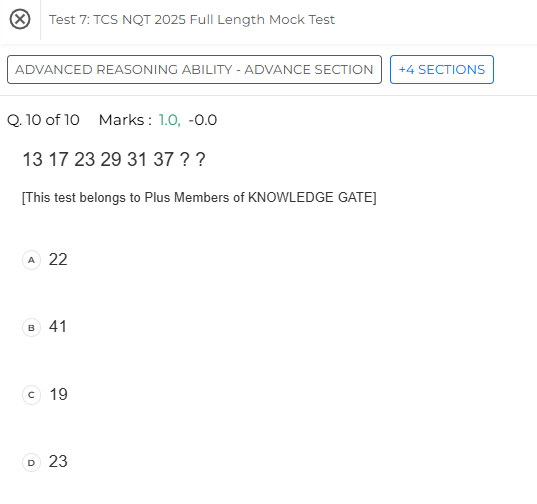 Test 7: TCS NQT 2025 Full Length Mock Test
ADVANCED REASONING ABILITY - ADVANCE SECTION
+4 SECTIONS
Q. 10 of 10 Marks : 1.0, -0.0
13 17 23 29 31 37 ? ?
[This test belongs to Plus Members of KNOWLEDGE GATE]
A 22
B 41
C 19
D 23